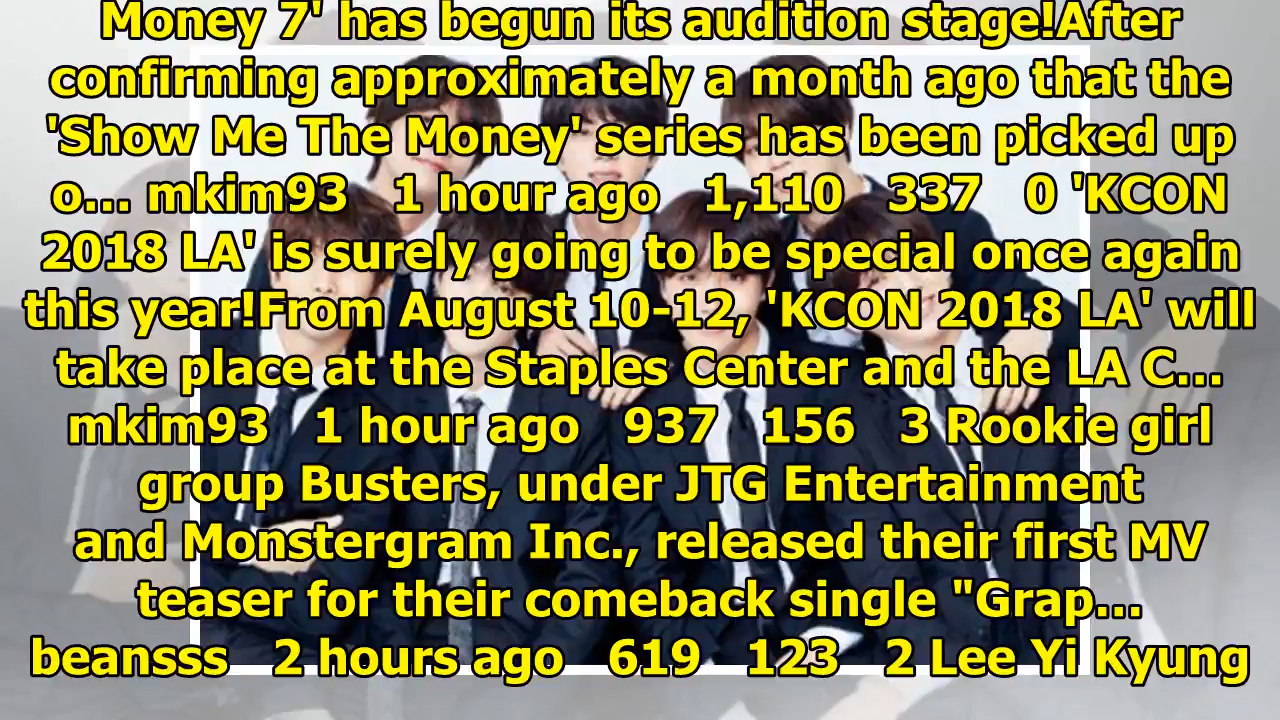 Money 7' has begun its audition stage!After
confirming approximately a month ago that the
'Show Me The Money' series has been picked up
o... mkim93 1 hour ago 1,110 337 0 'KCON
2018 LA' is surely going to be special once again
this year!From August 10-12, 'KCON 2018 LA' will
take place at the Staples Center and the LA C...
mkim93 1 hour ago 937 156 3 Rookie girl
group Busters, under JTG Entertainment
and Monstergram Inc., released their first MV
teaser for their comeback single "Grap...
beansss 2 hours ago 619 123 2 Lee Yi Kyung